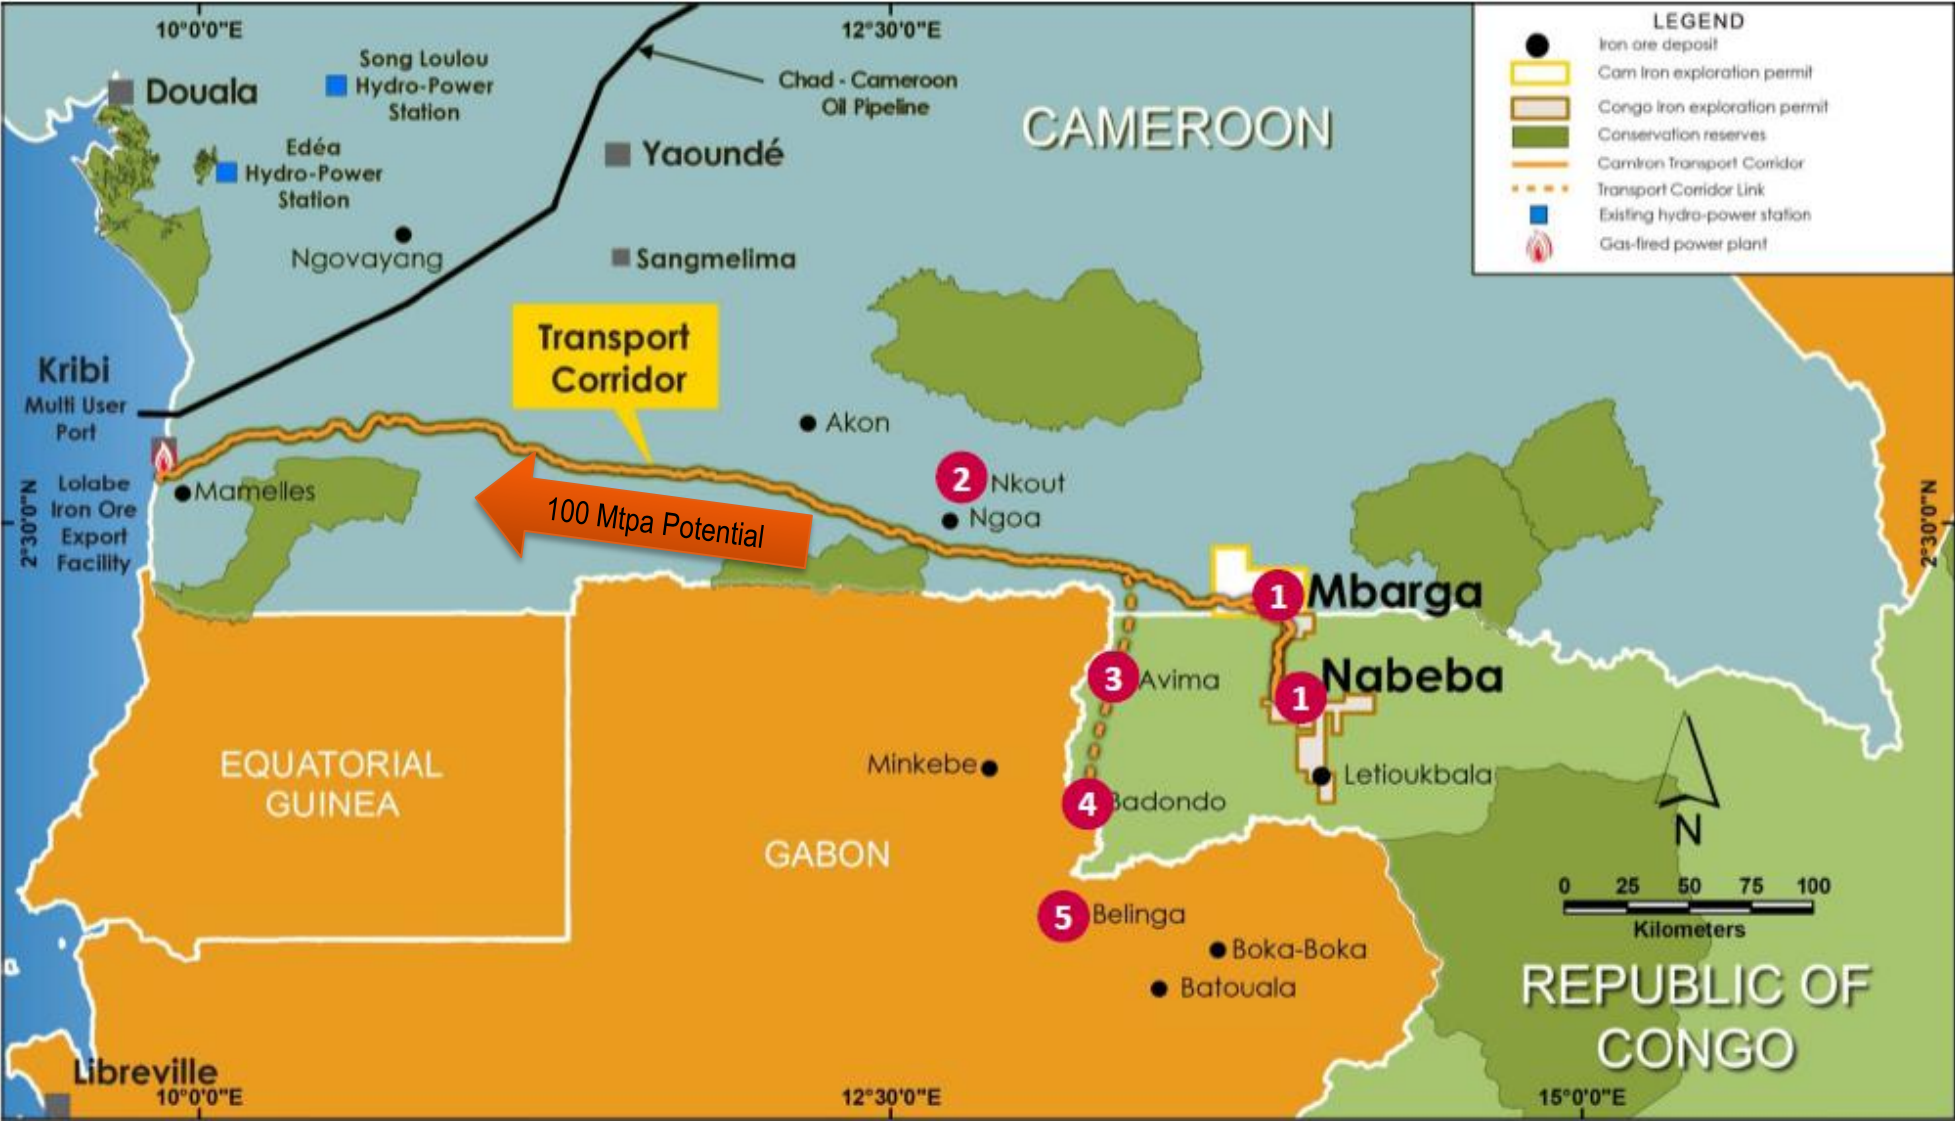 10°0'0"E
12°30'0"E
LEGEND
Iron ore deposit
Cam Iron exploration permit
Congo Iron exploration permit
Conservation reserves
CamIron Transport Corridor
Transport Corridor Link
Existing hydro-power station
Gas-fired power plant
Douala
Song Loulou
Hydro-Power
Station
Edéa
Hydro-Power
Station
Chad - Cameroon
Oil Pipeline
CAMEROON
Yaoundé
Ngovayang
Sangmelima
Transport
Corridor
Kribi
Multi User
Port
Akon
2
Nkout
Ngoa
Mamelles
Lolabe
Iron Ore
Export
Facility
2°30'0"N
100 Mtpa Potential
2°30'0"N
1
Mbarga
3
Avima
1
Nabeba
EQUATORIAL
GUINEA
Minkebe
Letioukbala
4
Badondo
GABON
N
5
Belinga
0 25 50 75 100
Kilometers
Boka-Boka
Batouala
REPUBLIC OF
CONGO
Libreville
10°0'0"E
12°30'0"E
15°0'0"E